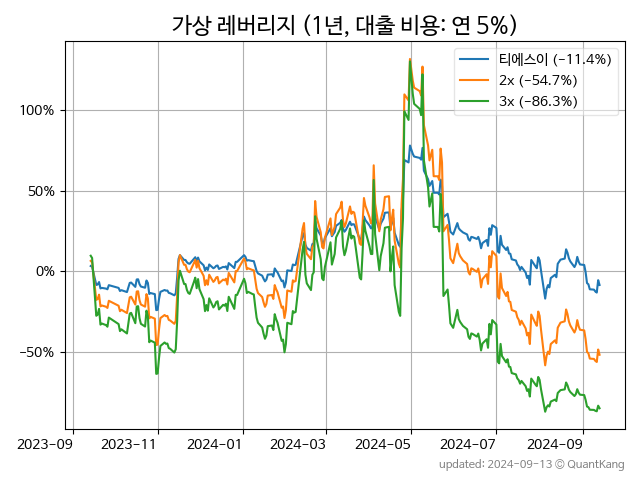 가상 레버리지 (1년, 대출 비용: 연 5%)
티에스이 (-11.4%)
2x (-54.7%)
3x (-86.3%)
100%
50%
0%
−50%
2023-09
2023-11
2024-01
2024-03
2024-05
2024-07
2024-09
updated: 2024-09-13 © QuantKang